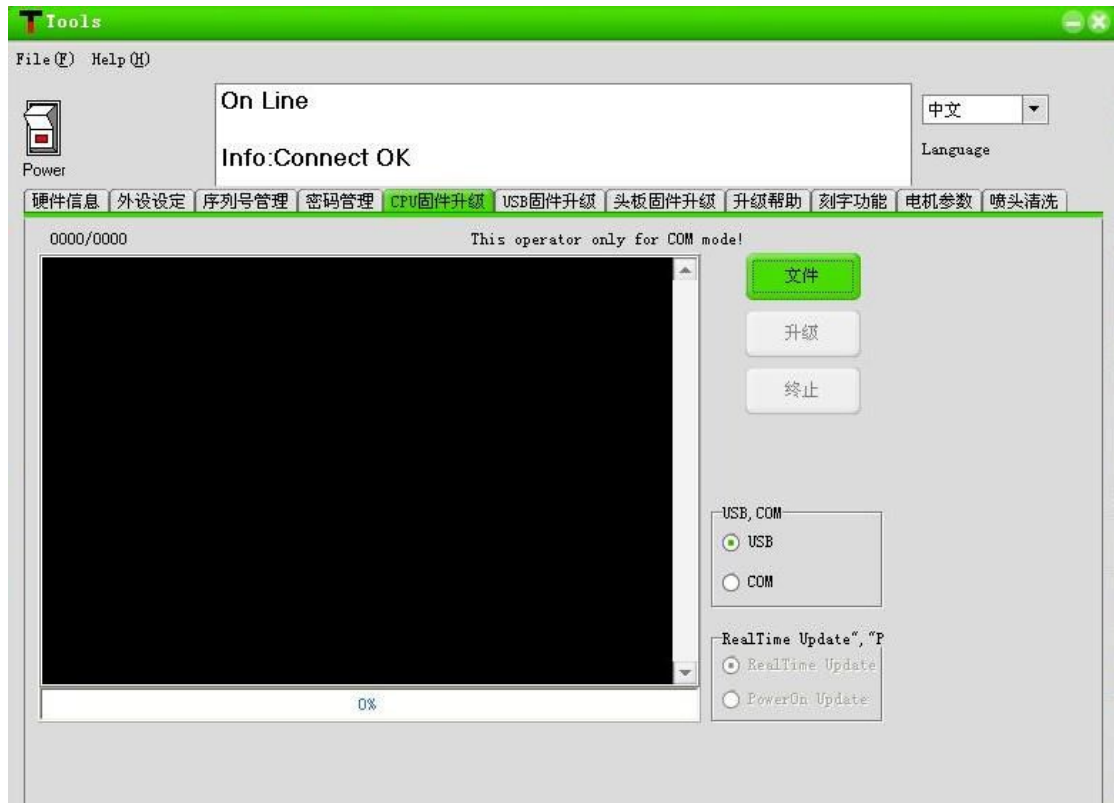 Tools
File(F) Help(H)
On Line
Info:Connect OK
中文
Language
Power
硬件信息 外设设定 序列号管理 密码管理 CPU固件升级 USB固件升级 头板固件升级 升级帮助 刻字功能 电机参数 喷头清洗
0000/0000 This operator only for COM mode!
文件
升级
终止
USB,COM
USB
COM
RealTime Update","P
RealTime Update
PowerOn Update
0%